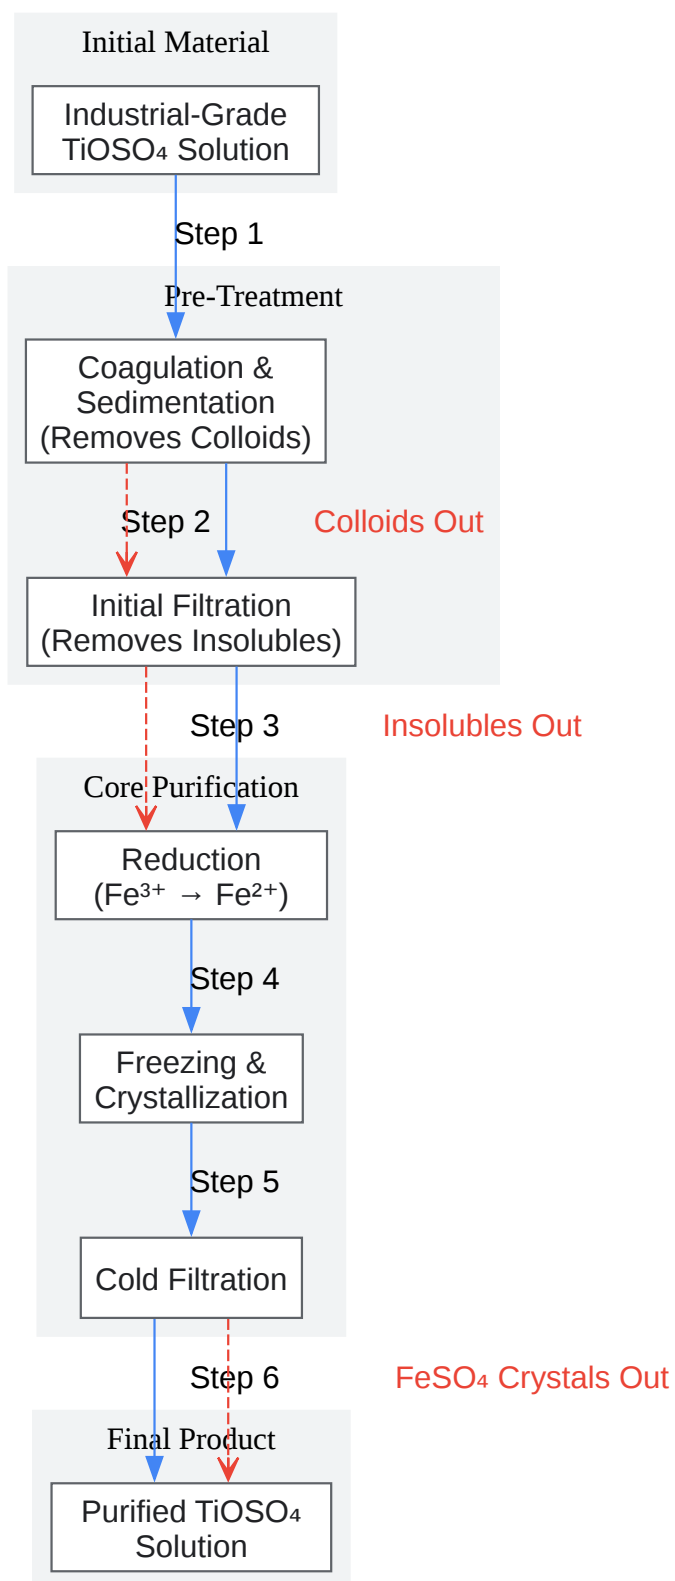 Initial Material
Industrial-Grade
TiOSO₄ Solution
Step 1
Pre-Treatment
Coagulation &
Sedimentation
(Removes Colloids)
Step 2
Colloids Out
Initial Filtration
(Removes Insolubles)
Step 3
Insolubles Out
Core Purification
Reduction
(Fe³⁺ → Fe²⁺)
Step 4
Freezing &
Crystallization
Step 5
Cold Filtration
Step 6
FeSO₄ Crystals Out
Final Product
Purified TiOSO₄
Solution